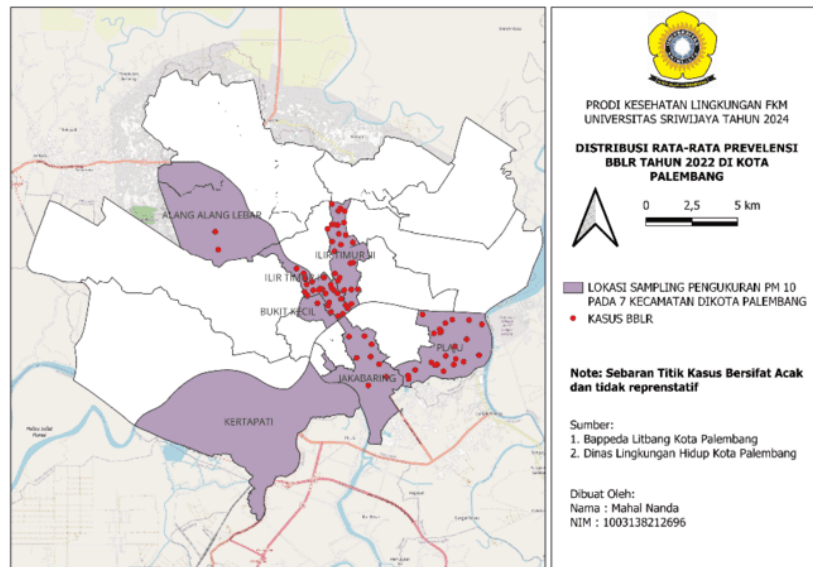 ALANG ALANG LEBAR
ILIR TIMUR III
ILIR TIMUR I
BUKIT KECIL
PLAJU
JAKABARING
KERTAPATI
PRODI KESEHATAN LINGKUNGAN FKM
UNIVERSITAS SRIWIJAYA TAHUN 2024
DISTRIBUSI RATA-RATA PREVELENSI
BBLR TAHUN 2022 DI KOTA
PALEMBANG
0 2,5 5 km
LOKASI SAMPLING PENGUKURAN PM 10
PADA 7 KECAMATAN DIKOTA PALEMBANG
KASUS BBLR
Note: Sebaran Titik Kasus Bersifat Acak
dan tidak reprenstatif
Sumber:
1. Bappeda Litbang Kota Palembang
2. Dinas Lingkungan Hidup Kota Palembang
Dibuat Oleh:
Nama : Mahal Nanda
NIM : 1003138212696